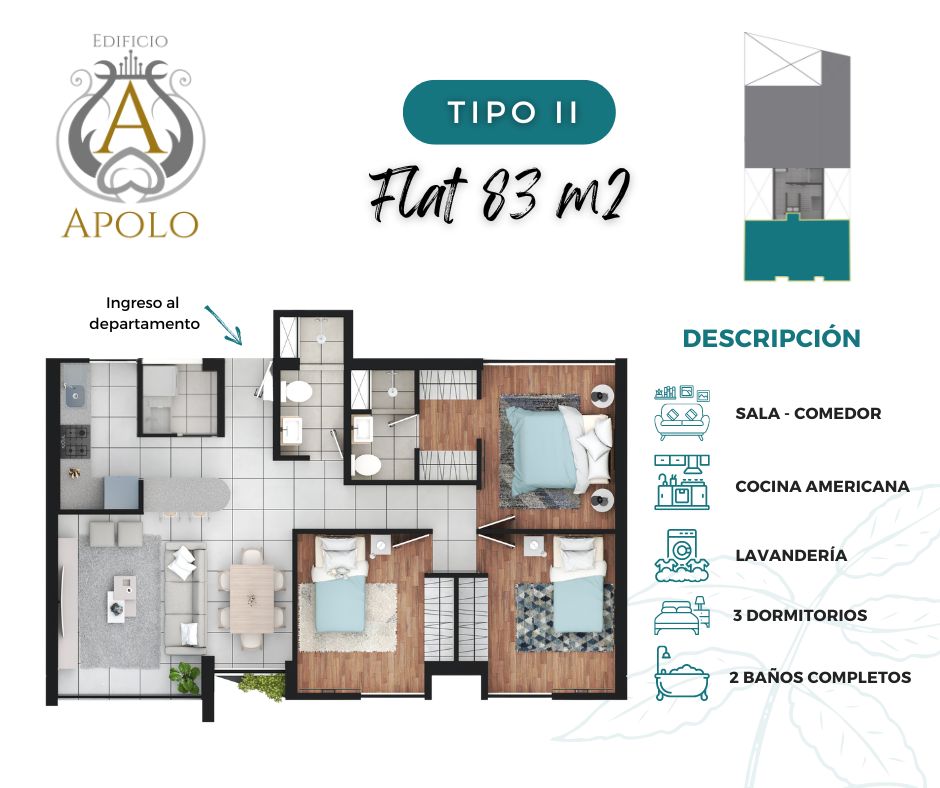 EDIFICIO
A
APOLO
TIPO II
Flat 83 m2
Ingreso al
departamento
DESCRIPCIÓN
SALA - COMEDOR
COCINA AMERICANA
LAVANDERÍA
3 DORMITORIOS
2 BAÑOS COMPLETOS